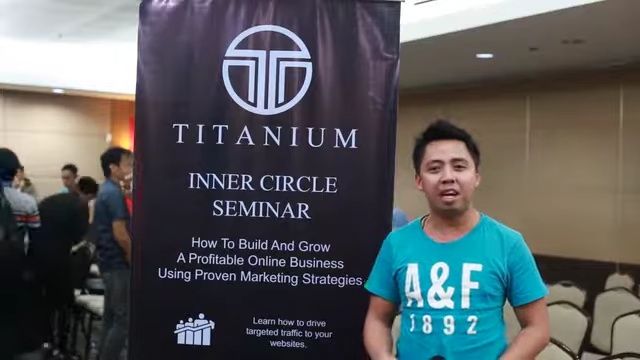 TITANIUM
INNER CIRCLE
SEMINAR
How To Build And Grow
A Profitable Online Business
Using Proven Marketing Strategies
Learn how to drive
targeted traffic to your
websites.
A&F
1892